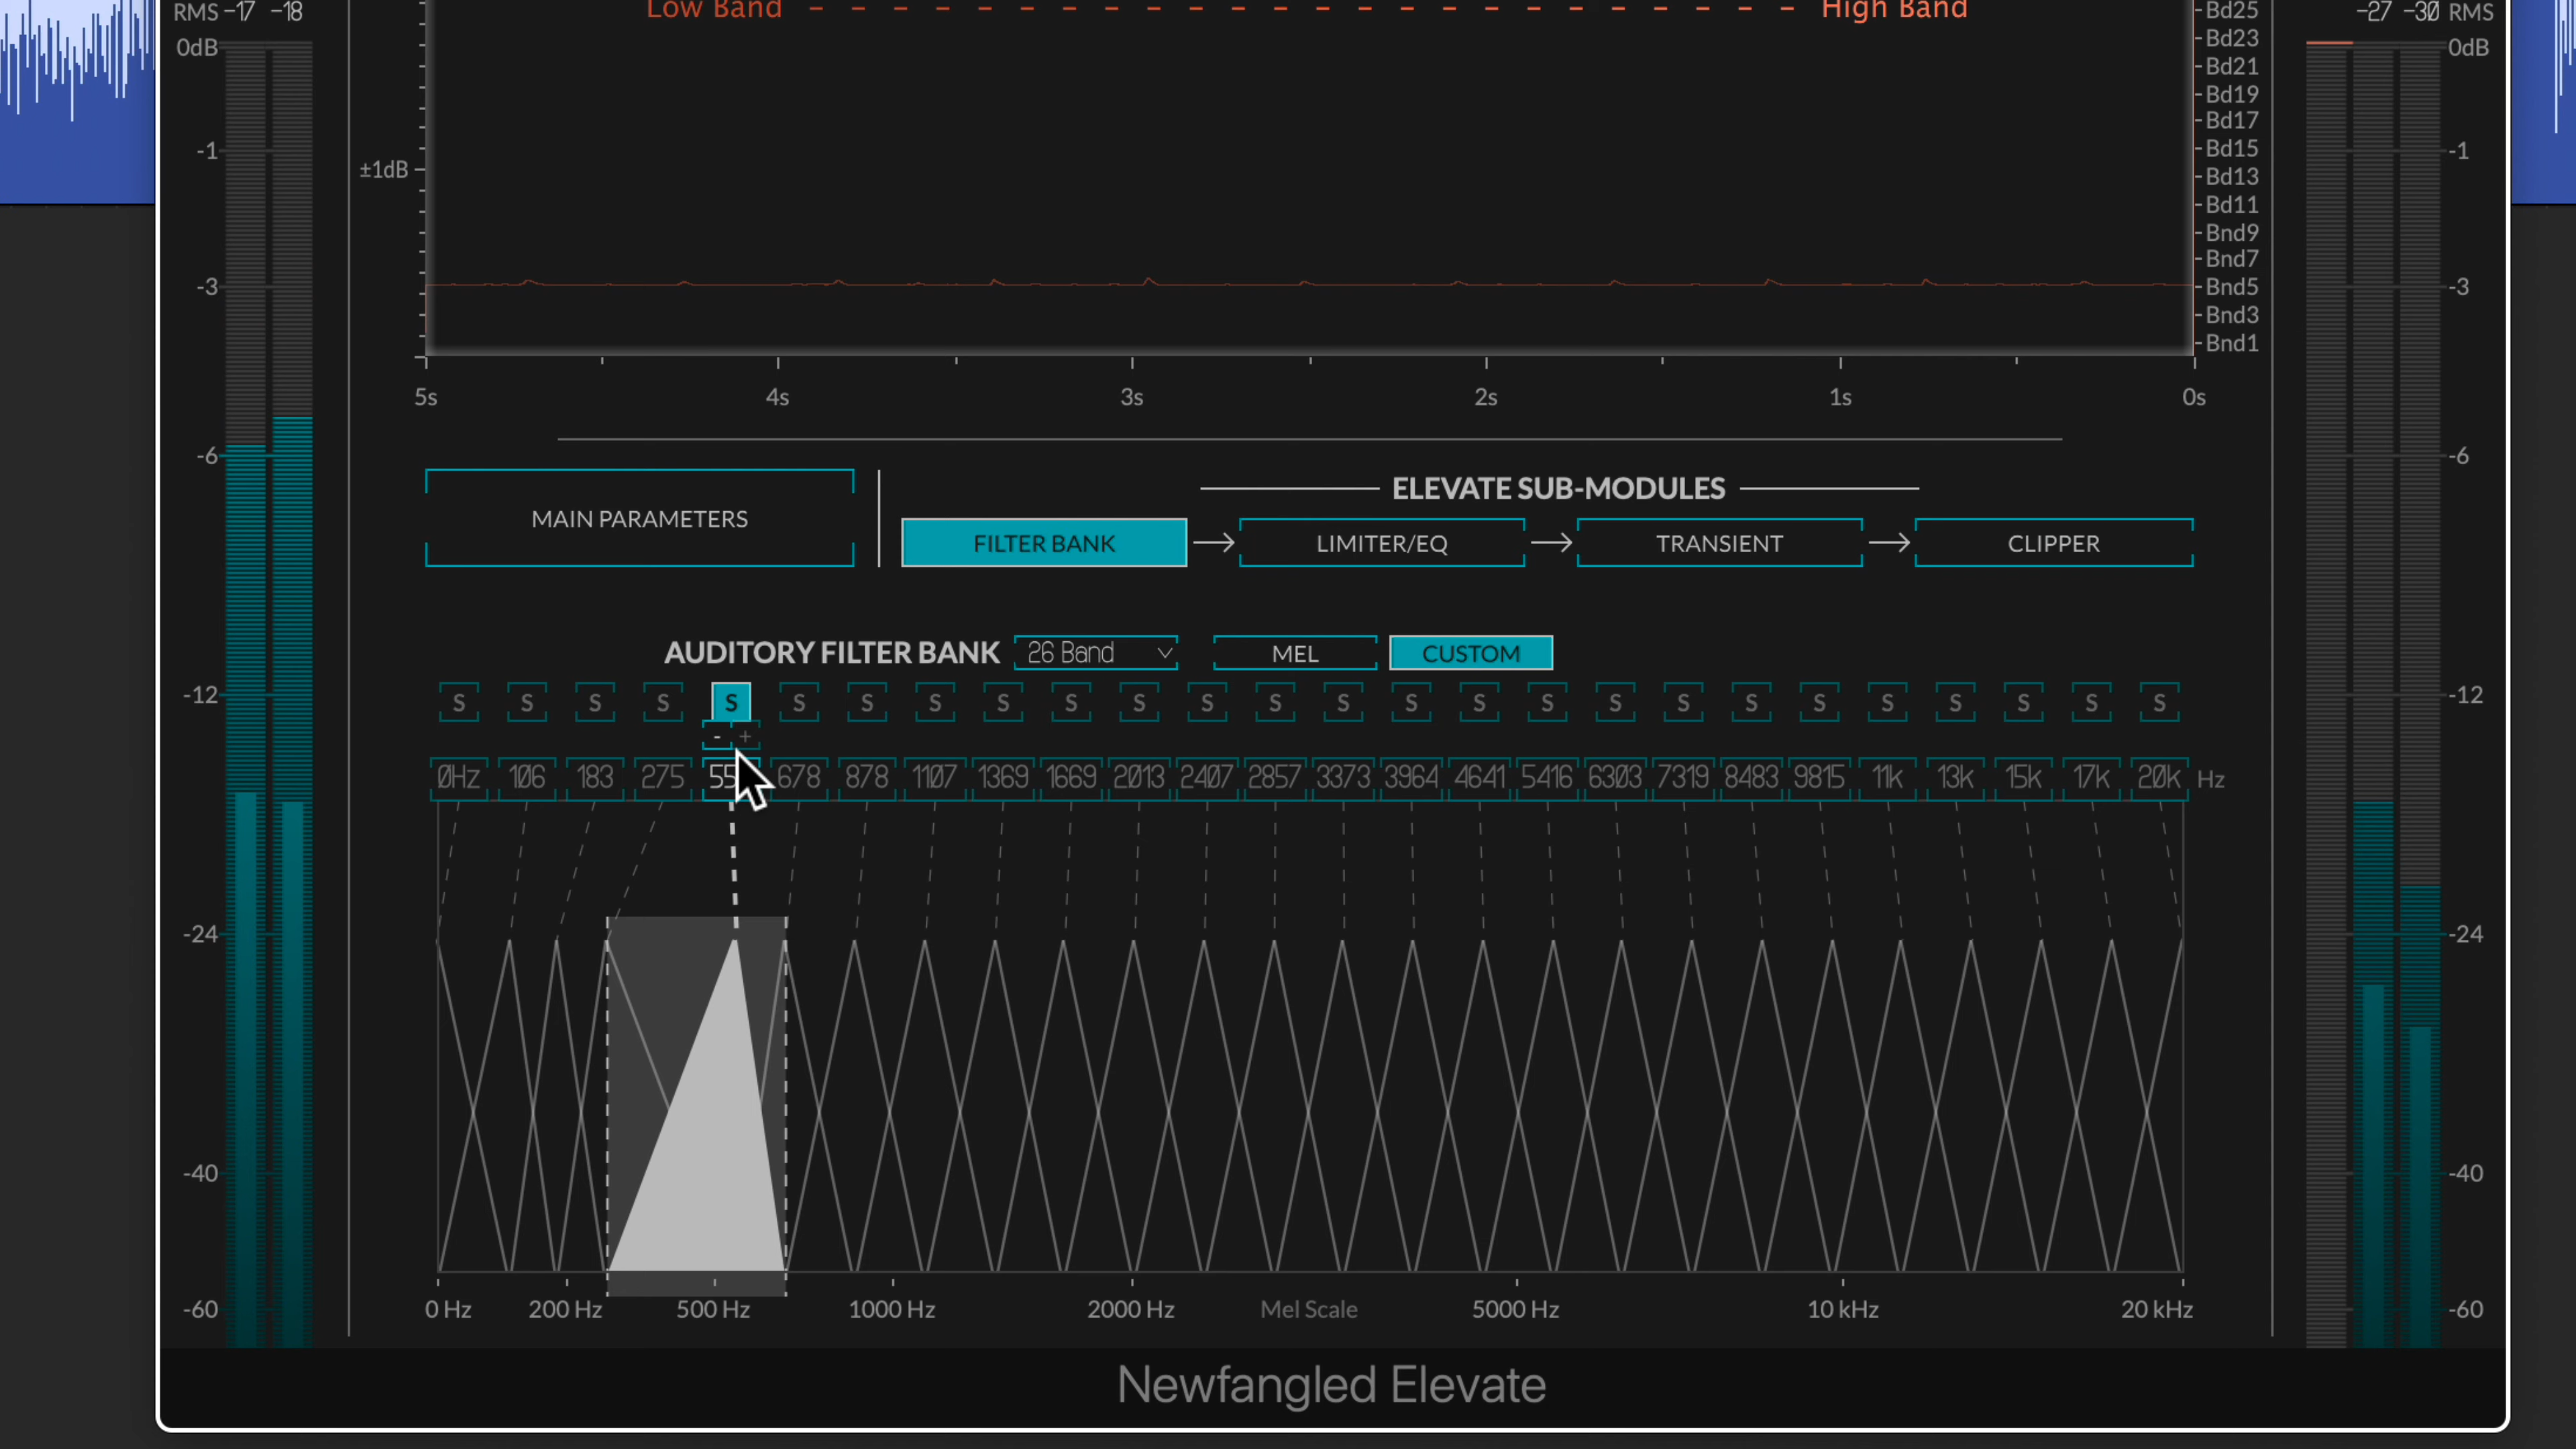 RMS -17 -18
Low Band High Band
-27 -30 RMS
0dB
-1
-3
-6
-12
-24
-40
-60
±1dB
Bd25
Bd23
Bd21
Bd19
Bd17
Bd15
Bd13
Bd11
Bnd9
Bnd7
Bnd5
Bnd3
Bnd1
0dB
-1
-3
-6
-12
-24
-40
-60
5s 4s 3s 2s 1s 0s
MAIN PARAMETERS
ELEVATE SUB-MODULES
FILTER BANK LIMITER/EQ TRANSIENT CLIPPER
AUDITORY FILTER BANK 26 Band MEL CUSTOM
S S S S S S S S S S S S S S S S S S S S S S S S S S
- +
0Hz 106 183 275 678 878 1107 1369 1669 2013 2407 2857 3373 3964 4641 5416 6303 7319 8483 9815 11k 13k 15k 17k 20k Hz
0 Hz 200 Hz 500 Hz 1000 Hz 2000 Hz Mel Scale 5000 Hz 10 kHz 20 kHz
Newfangled Elevate